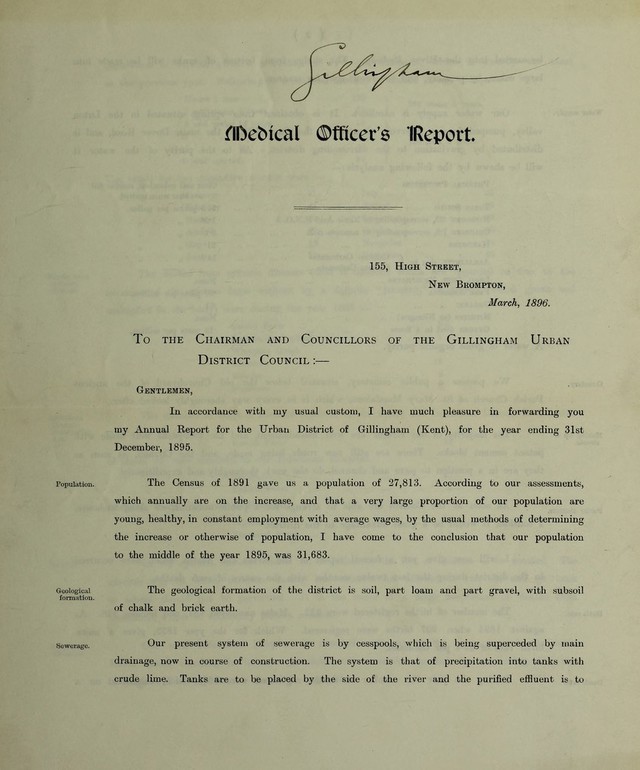 Gillingham
Medical Officer's Report.
155, High Street,
New Brompton,
March, 1896.
To the Chairman and Councillors of the Gillingham Urban
District Council :—
Gentlemen,
In accordance with my usual custom, I have much pleasure in forwarding you
my Annual Report for the Urban District of Gillingham (Kent), for the year ending 31st
December, 1895.
Population.
The Census of 1891 gave us a population of 27,813. According to our assessments,
which annually are on the increase, and that a very large proportion of our population are
young, healthy, in constant employment with average wages, by the usual methods of determining
the increase or otherwise of population, I have come to the conclusion that our population
to the middle of the year 1895, was 31,683.
Geological
formation.
The geological formation of the district is soil, part loam and part gravel, with subsoil
of chalk and brick earth.
Sewerage.
Our present system of sewerage is by cesspools, which is being superceded by main
drainage, now in course of construction. The system is that of precipitation into tanks with
crude lime. Tanks are to be placed by the side of the river and the purified effluent is to